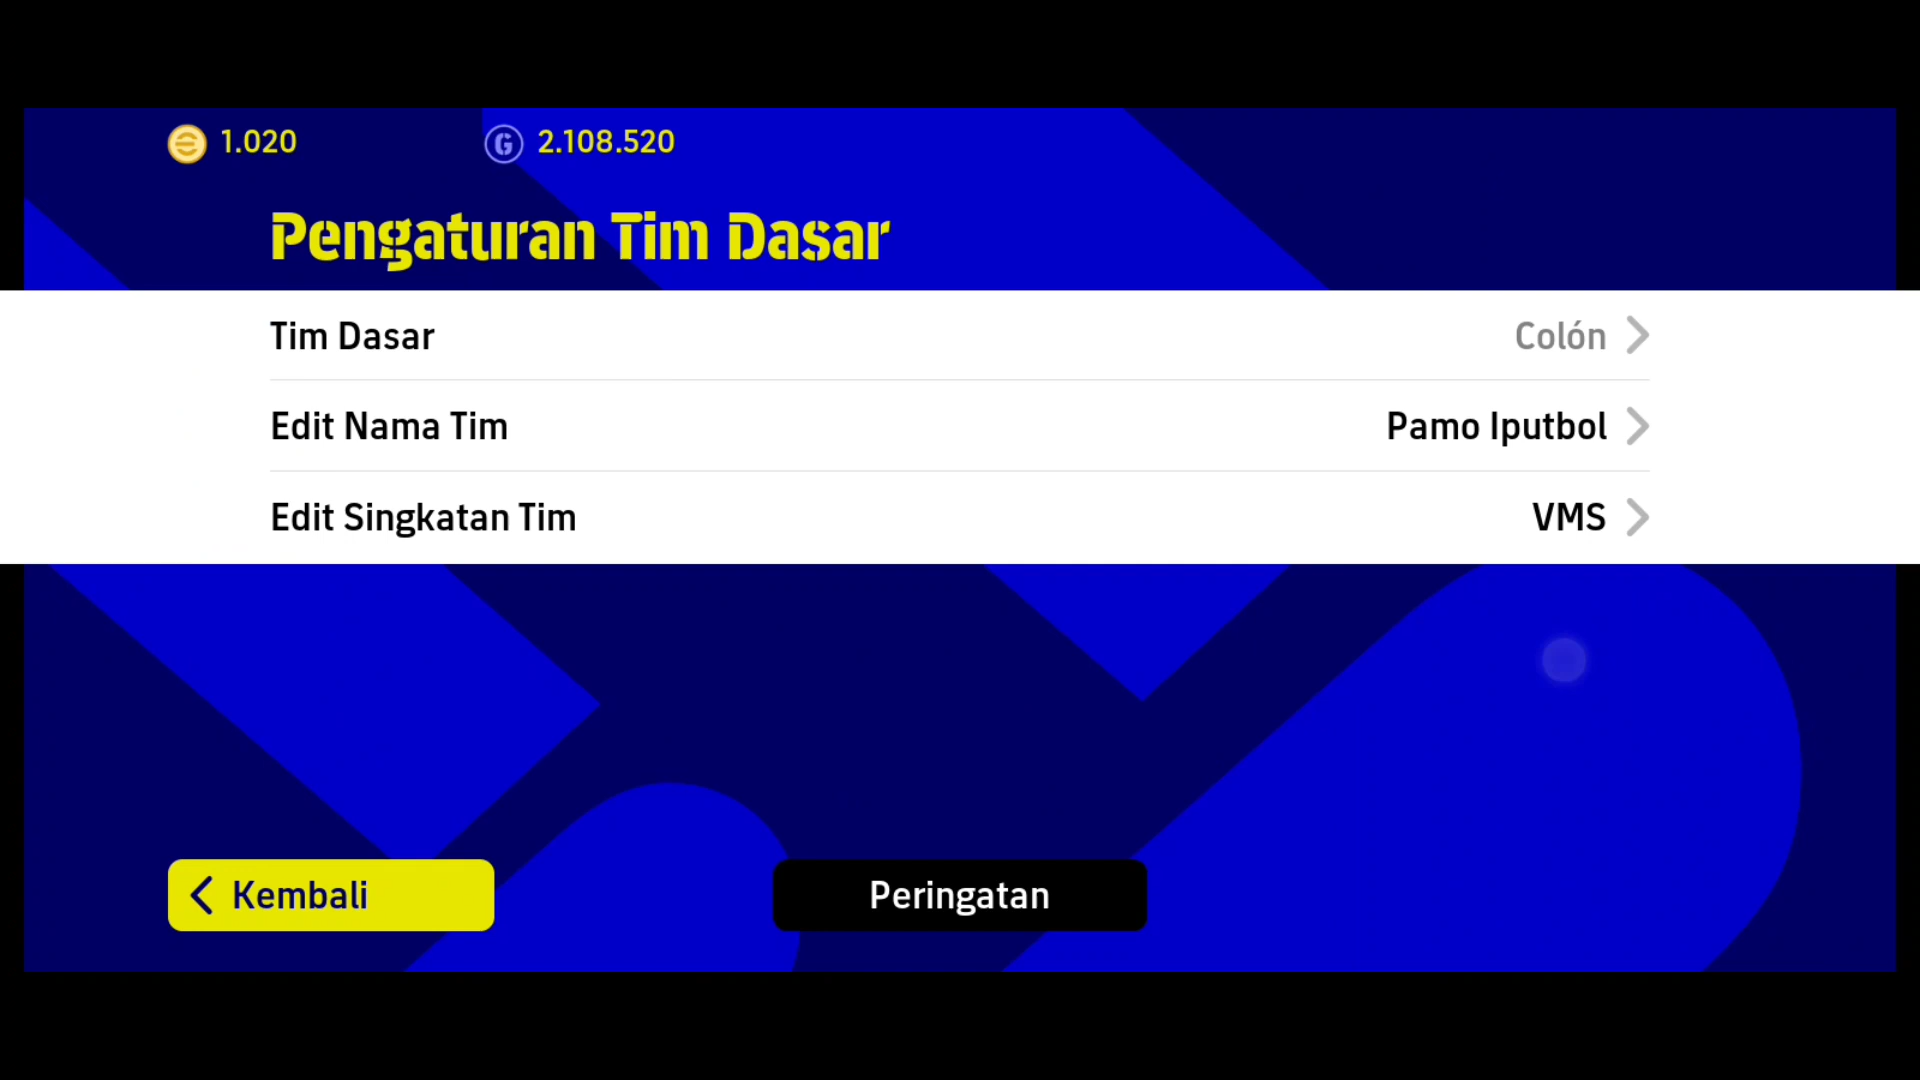 1.020
G 2.108.520
Pengaturan Tim Dasar
Tim Dasar Colón
Edit Nama Tim Pamo Iputbol
Edit Singkatan Tim VMS
Kembali Peringatan